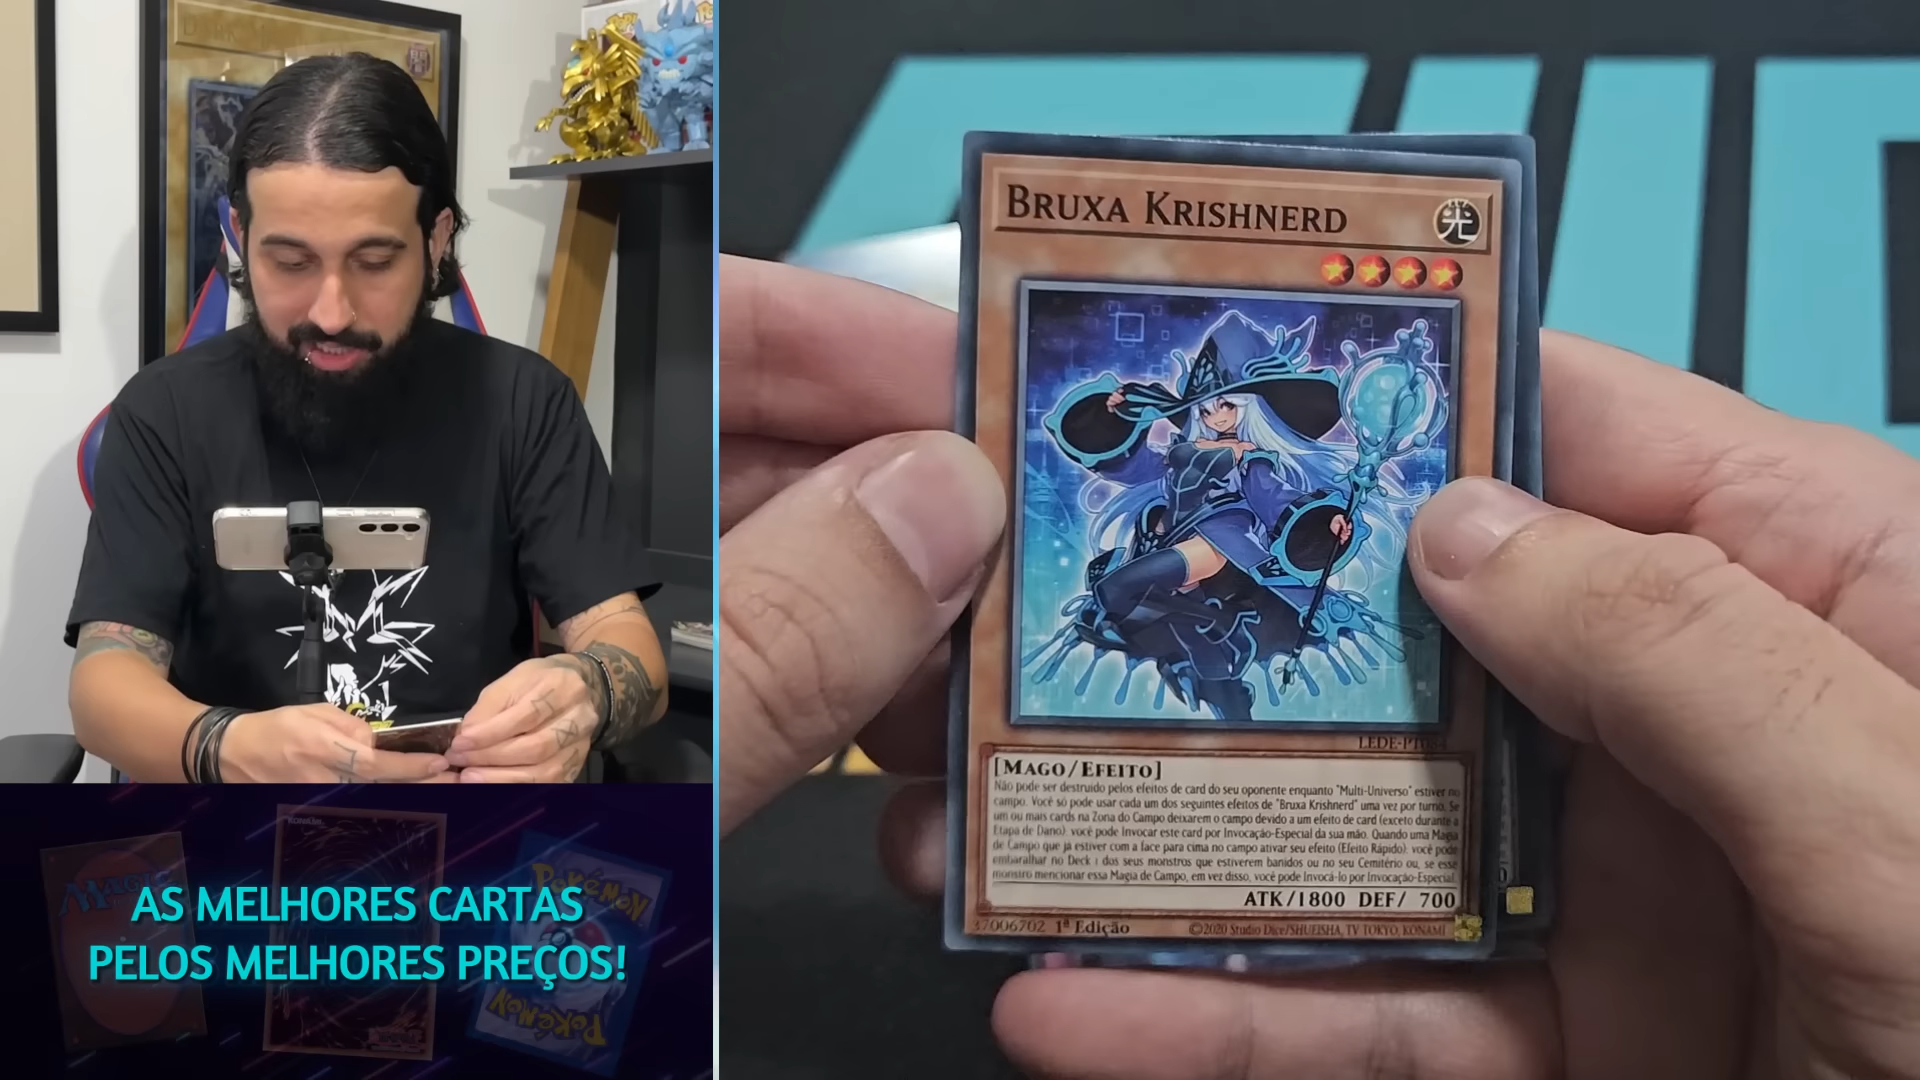 AS MELHORES CARTAS
PELOS MELHORES PREÇOS!
KONAMI
Pokémon
Pokémon
BRUXA KRISHNERD
光
[MAGO/EFEITO]
Não pode ser destruído pelos efeitos de card do seu oponente enquanto "Multi-Universo" estiver no
campo. Você só pode usar cada um dos seguintes efeitos de "Bruxa Krishnerd" uma vez por turno. Se
um ou mais cards na Zona do Campo deixarem o campo devido a um efeito de card (exceto durante a
Etapa de Dano): você pode Invocar este card por Invocação-Especial da sua mão. Quando uma Magia
de Campo que já estiver com a face para cima no campo ativar seu efeito (Efeito Rápido): você pode
embaralhar no Deck 1 dos seus monstros que estiverem banidos ou no seu Cemitério ou, se esse
monstro mencionar essa Magia de Campo, em vez disso, você pode Invocá-lo por Invocação-Especial.
ATK/1800 DEF/ 700
37006702 1ª Edição
©2020 Studio Dice/SHUEISHA, TV TOKYO, KONAMI